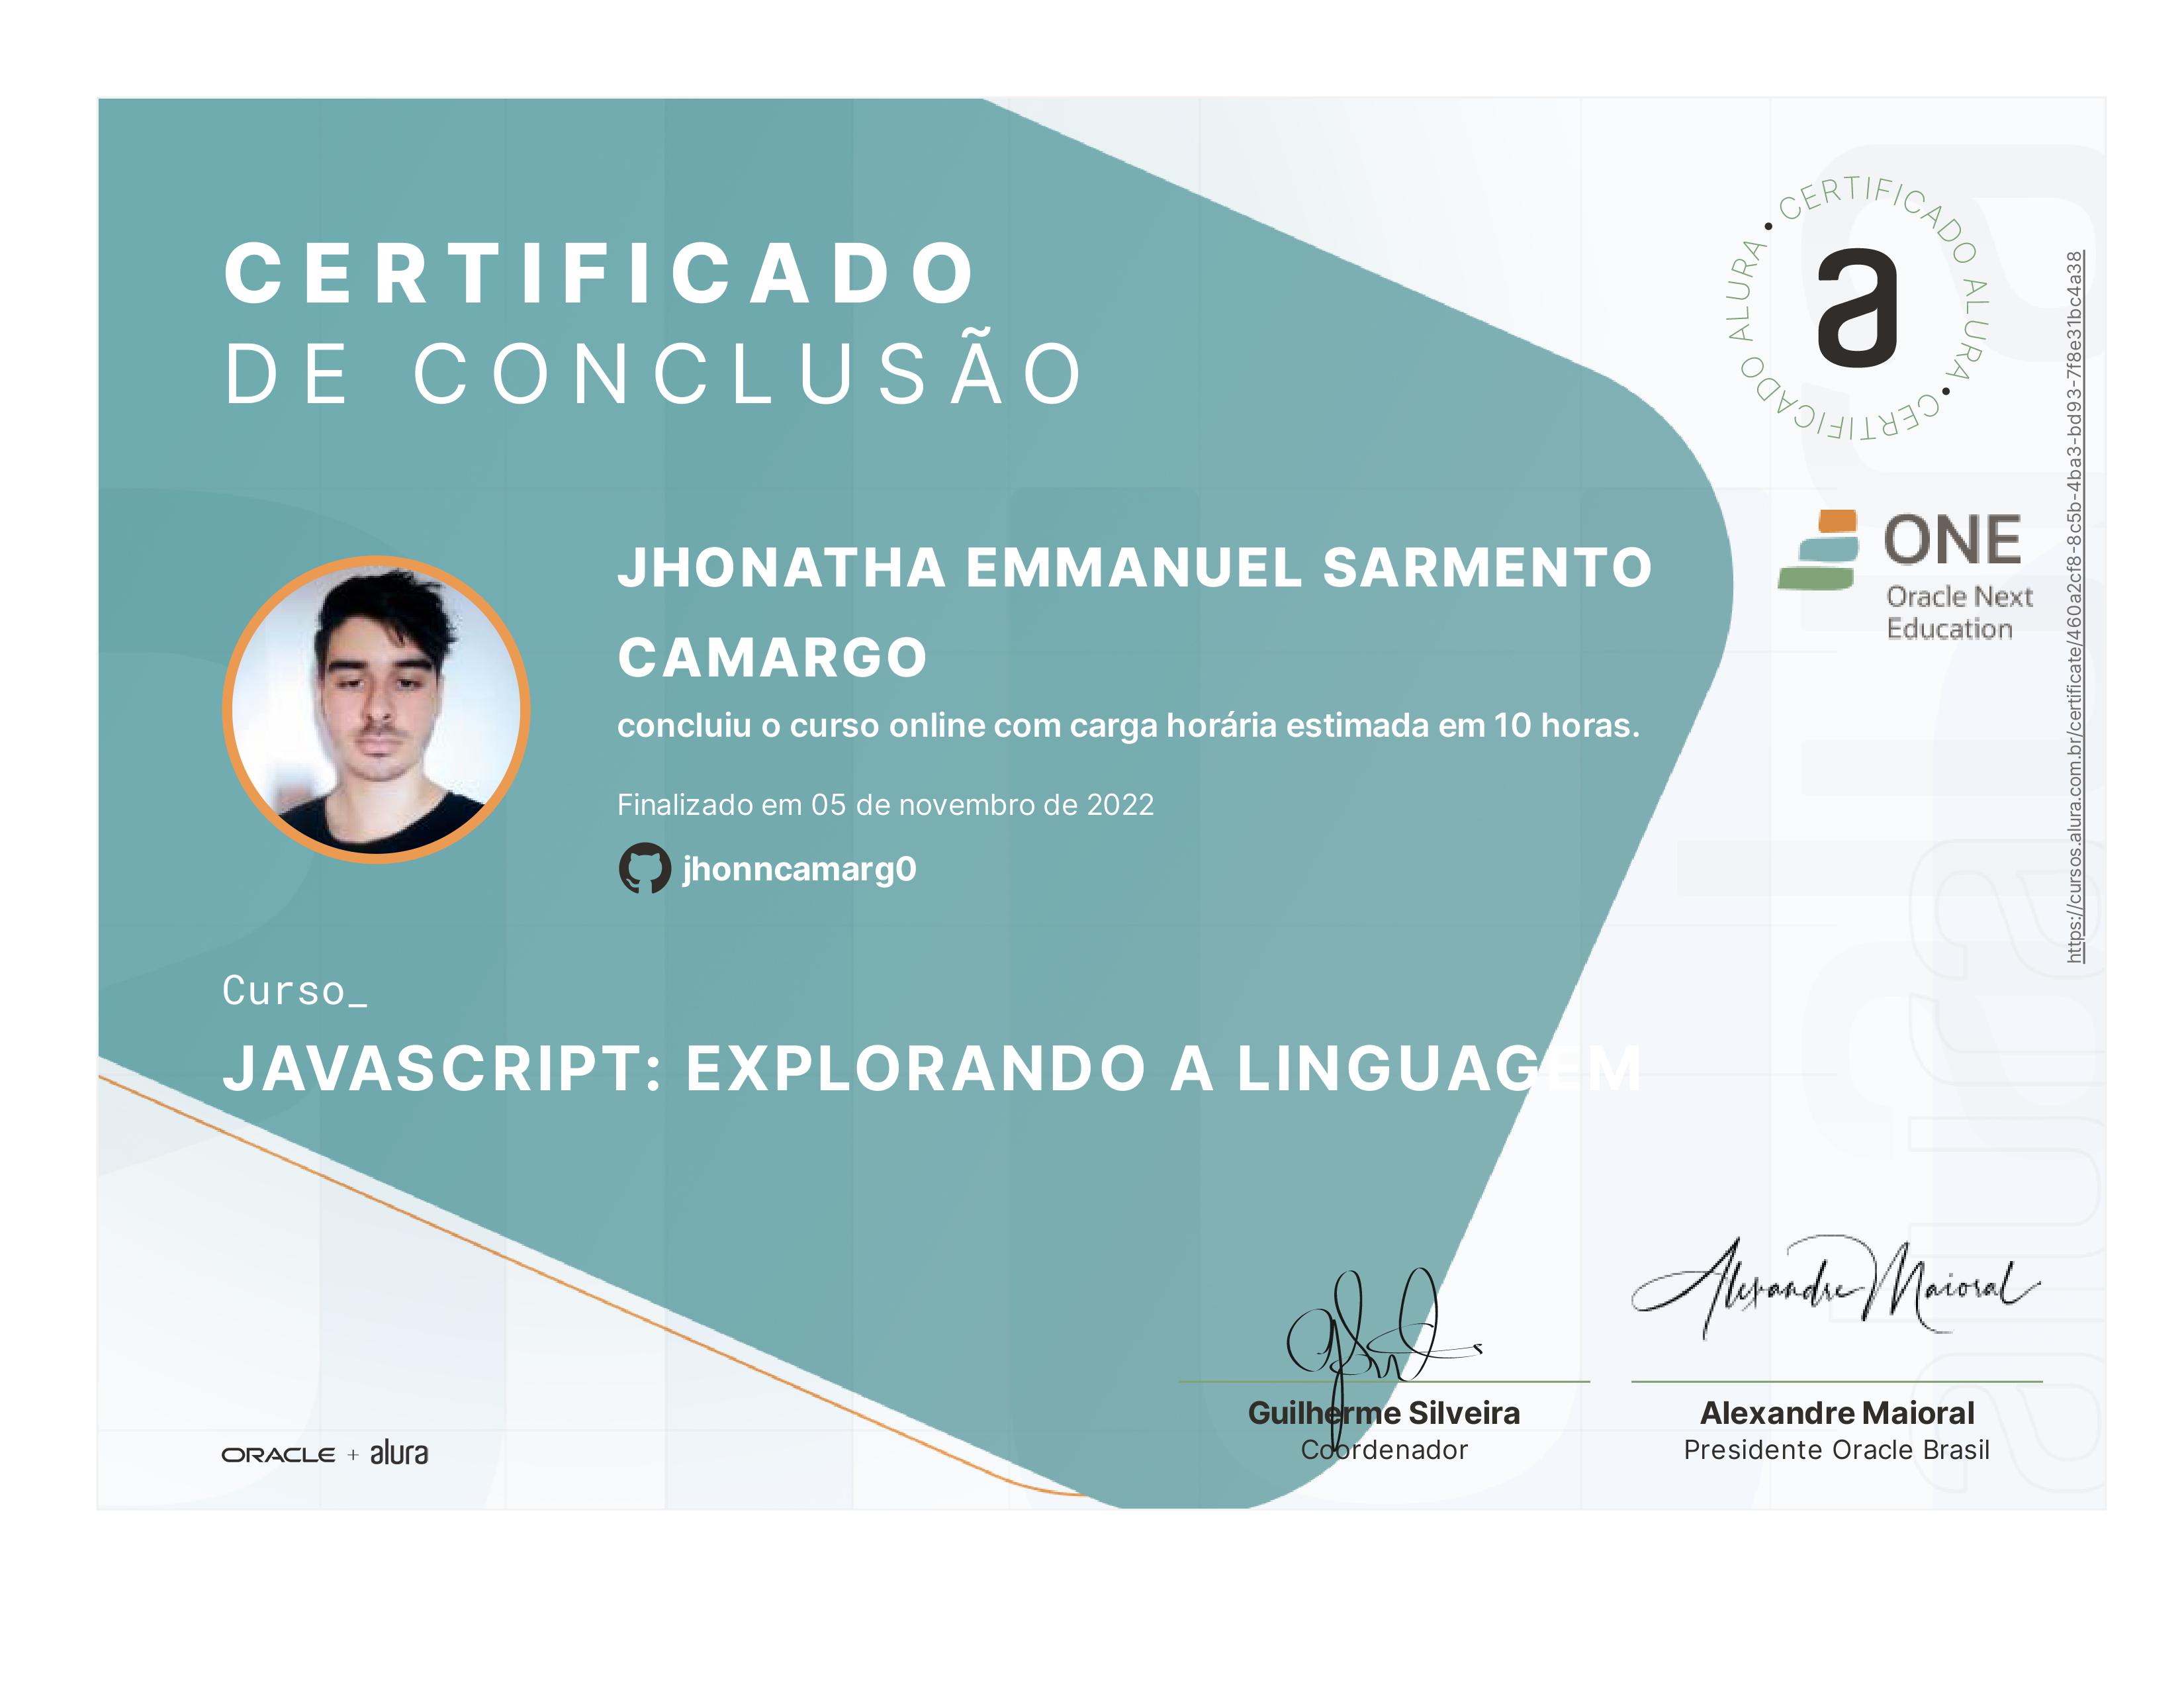 CERTIFICADO
DE CONCLUSÃO
CERTIFICADO ALURA • CERTIFICADO ALURA •
a
ONE
Oracle Next
Education
https://cursos.alura.com.br/certificate/460a2cf8-8c5b-4ba3-bd93-7f8e31bc4a38
JHONATHA EMMANUEL SARMENTO
CAMARGO
concluiu o curso online com carga horária estimada em 10 horas.
Finalizado em 05 de novembro de 2022
jhonncamarg0
Curso_
JAVASCRIPT: EXPLORANDO A LINGUAGEM
Alexandre Maioral
Guilherme Silveira
Coordenador
Alexandre Maioral
Presidente Oracle Brasil
ORACLE + alura
alura